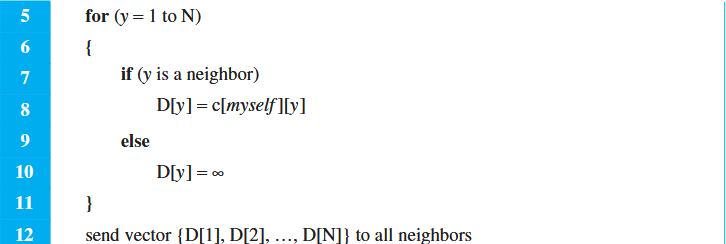 5 for (y = 1 to N)
6 {
7 if (y is a neighbor)
8 D[y] = c[myself][y]
9 else
10 D[y] = ∞
11 }
12 send vector {D[1], D[2], …, D[N]} to all neighbors